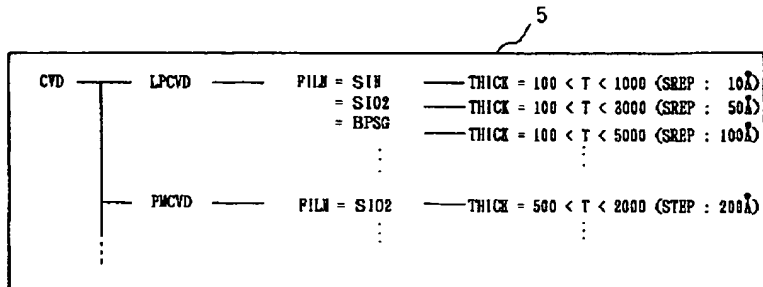 5
CVD LPCVD FILM = SIN THICK = 100 < T < 1000 (SREP : 10Å)
= SIO2 THICK = 100 < T < 3000 (SREP : 50Å)
= BPSG
THICK = 100 < T < 5000 (SREP : 100Å)
PMCVD FILM = SIO2 THICK = 500 < T < 2000 (STEP : 200Å)